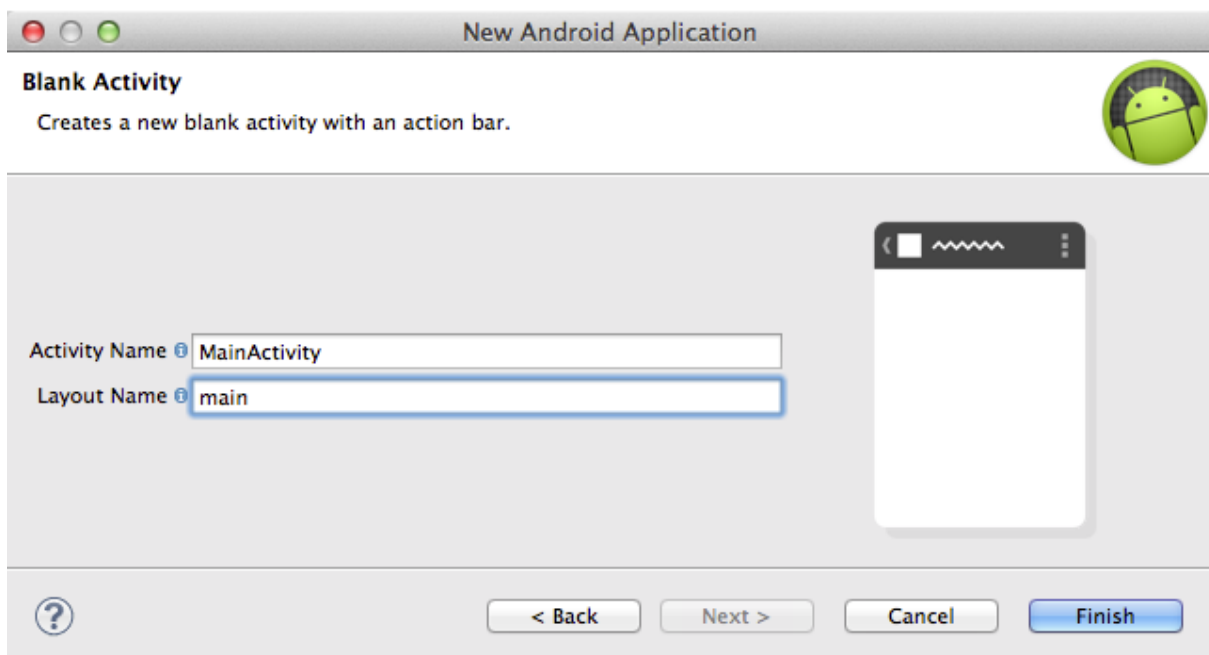 New Android Application
Blank Activity
Creates a new blank activity with an action bar.
Activity Name MainActivity
Layout Name main
? < Back Next > Cancel Finish